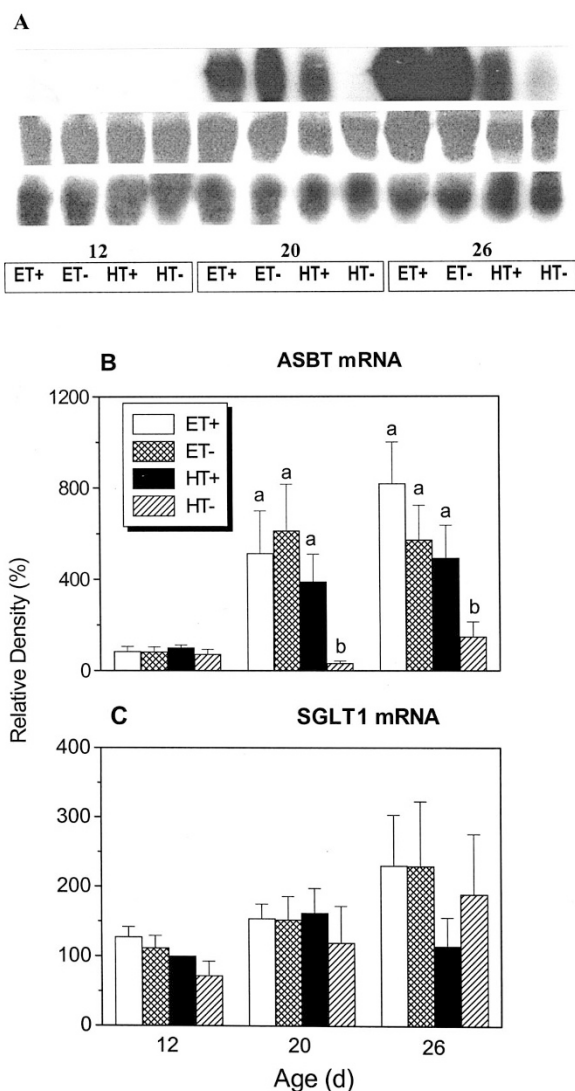 A
12 20 26
ET+ ET- HT+ HT- ET+ ET- HT+ HT- ET+ ET- HT+ HT-
B ASBT mRNA
1200
800
400
0
ET+
ET-
HT+
HT-
a a a b
a a a b
Relative Density (%)
C SGLT1 mRNA
400
300
200
100
0
12 20 26
Age (d)